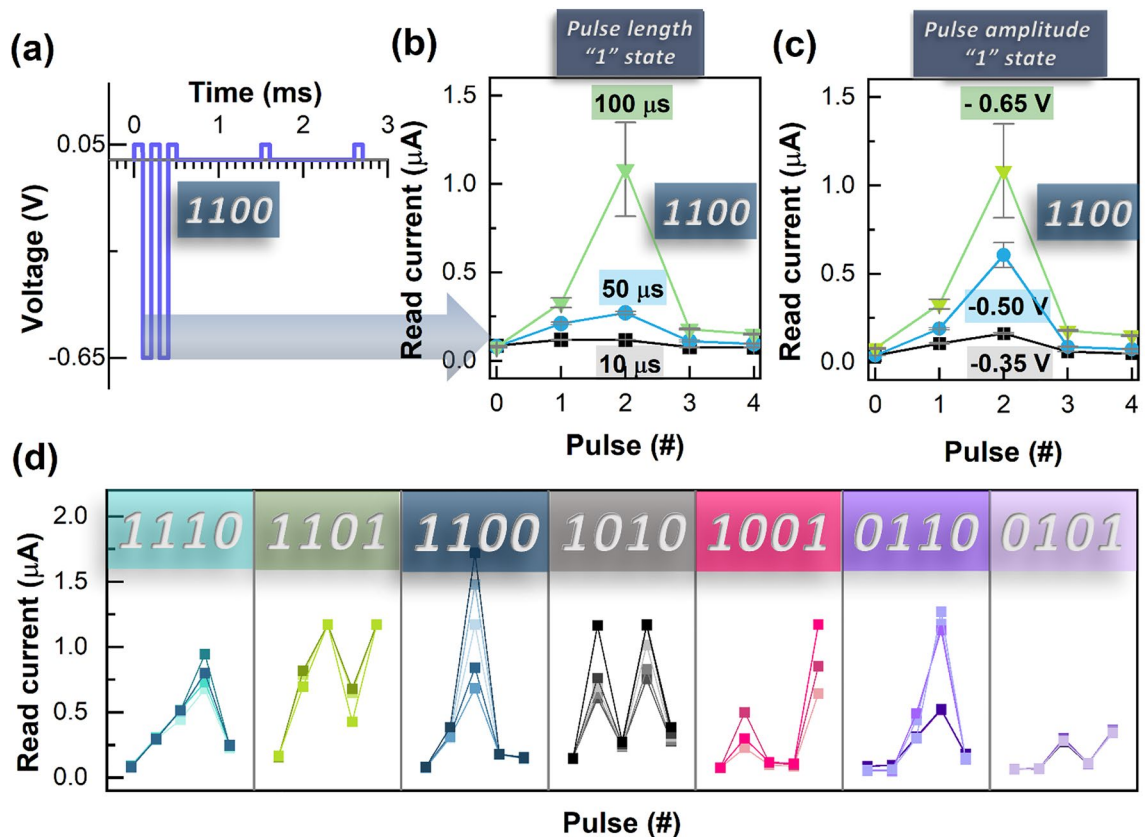 (a)
Time (ms)
0 1 2 3
0.05
-0.65
Voltage (V)
1100
(b)
Pulse length
"1" state
1.5
1.0
0.5
0.0
Read current (μA)
100 μs
1100
50 μs
10 μs
0 1 2 3 4
Pulse (#)
(c)
Pulse amplitude
"1" state
1.5
1.0
0.5
0.0
Read current (μA)
- 0.65 V
1100
-0.50 V
-0.35 V
0 1 2 3 4
Pulse (#)
(d)
2.0
1.5
1.0
0.5
0.0
Read current (μA)
1110 1101 1100 1010 1001 0110 0101
Pulse (#)